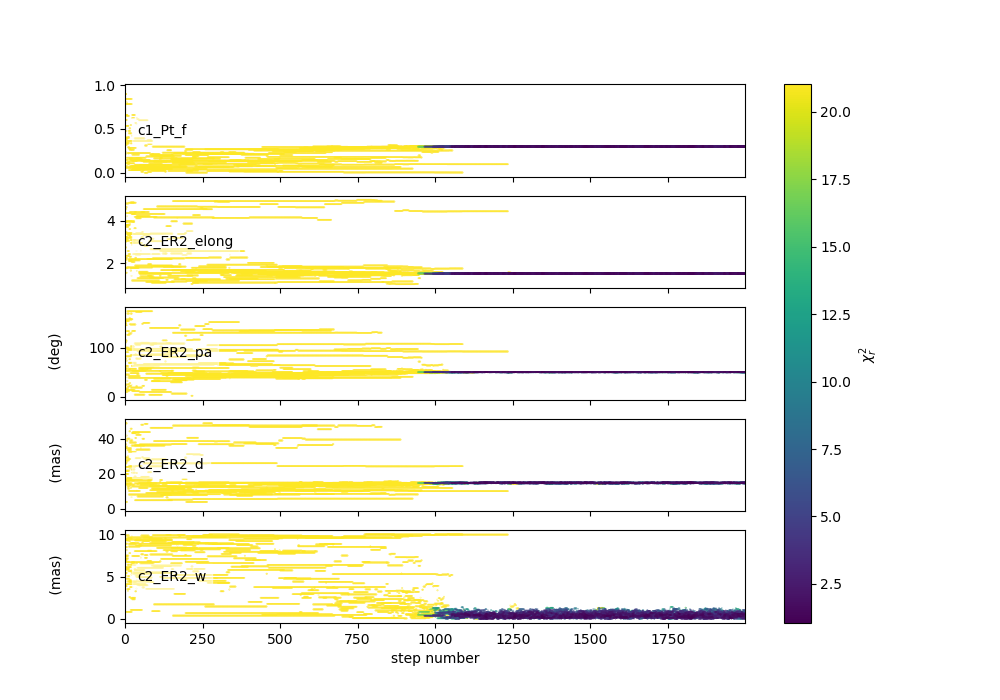 1.0
0.5
0.0
c1_Pt_f
4
2
c2_ER2_elong
(deg)
100
0
c2_ER2_pa
(mas)
40
20
0
c2_ER2_d
(mas)
10
5
0
c2_ER2_w
0 250 500 750 1000 1250 1500 1750
step number
20.0
17.5
15.0
12.5
10.0
7.5
5.0
2.5
χ²ᵣ